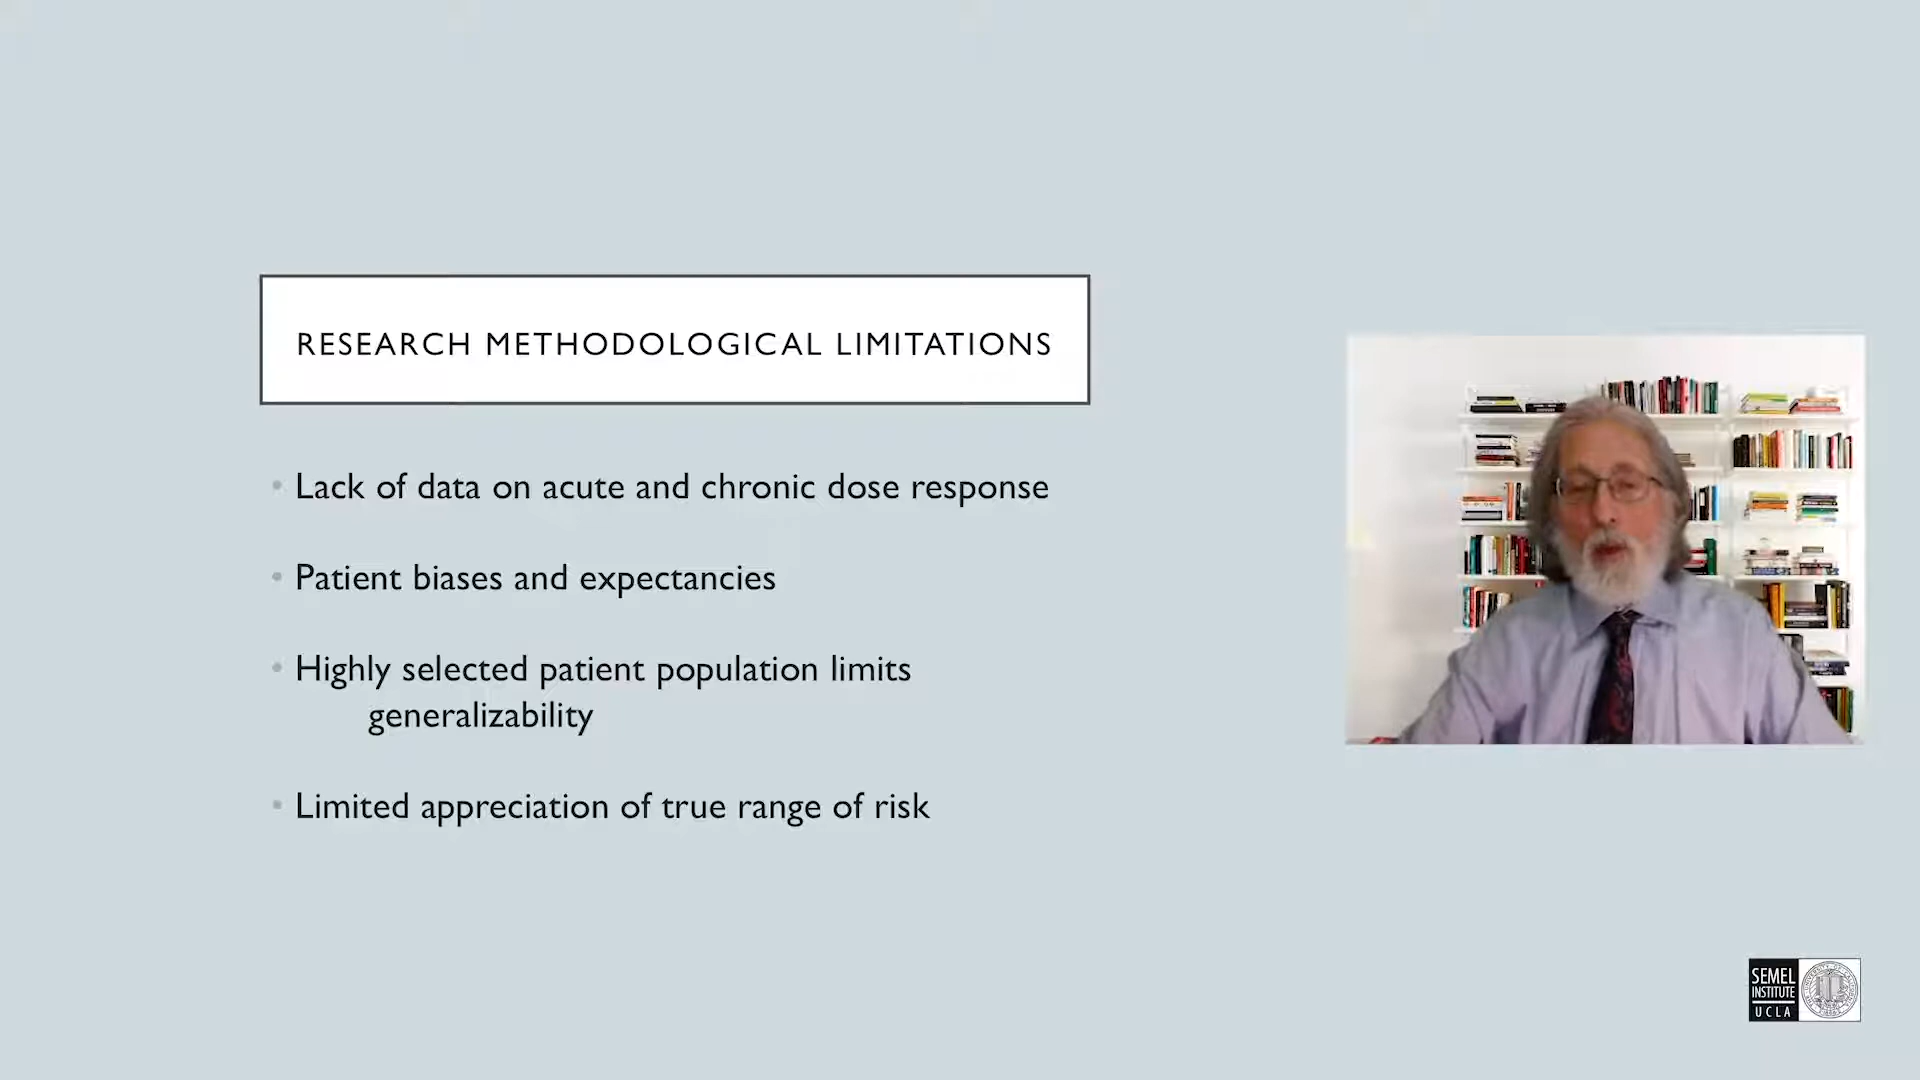 RESEARCH METHODOLOGICAL LIMITATIONS
• Lack of data on acute and chronic dose response
• Patient biases and expectancies
• Highly selected patient population limits
generalizability
• Limited appreciation of true range of risk
SEMEL
INSTITUTE
UCLA